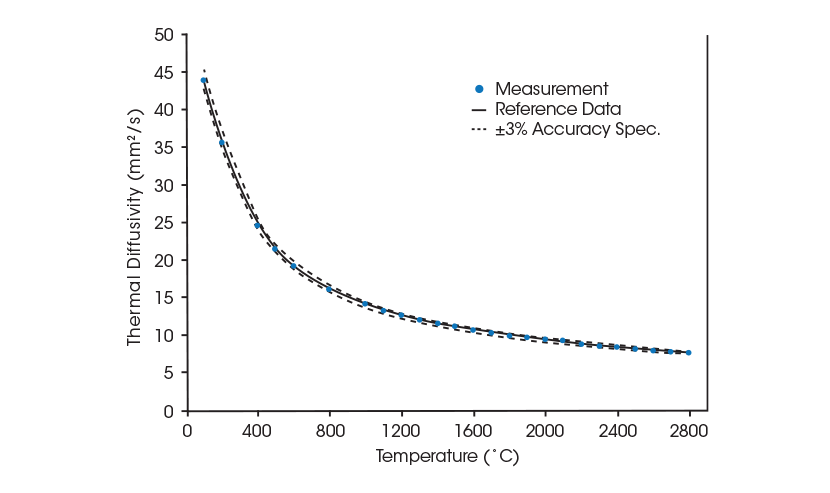 50
45
40
35
30
25
20
15
10
5
0
Thermal Diffusivity (mm²/s)
Measurement
Reference Data
±3% Accuracy Spec.
0 400 800 1200 1600 2000 2400 2800
Temperature (˚C)